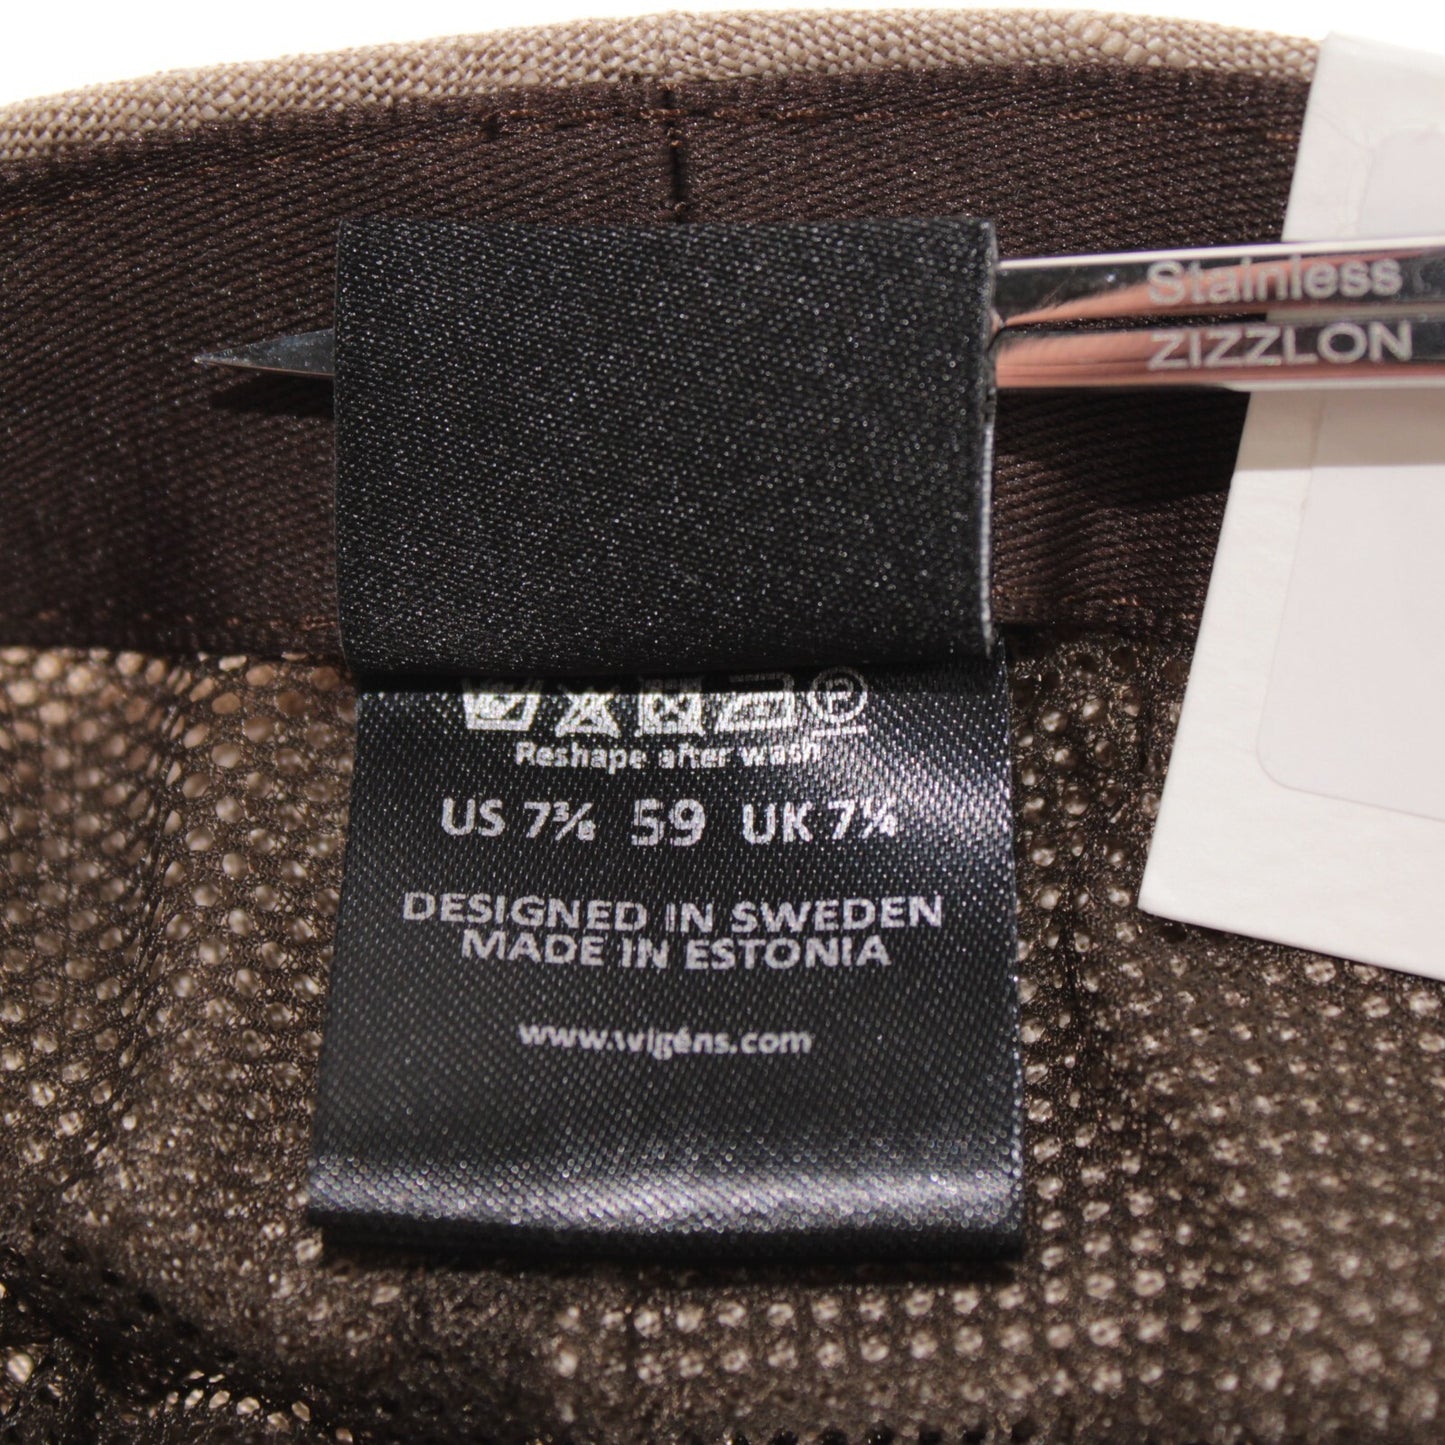 Stainless
ZIZZLON
Reshape after wash
US 7⅜ 59 UK 7¼
DESIGNED IN SWEDEN
MADE IN ESTONIA
www.wigéns.com